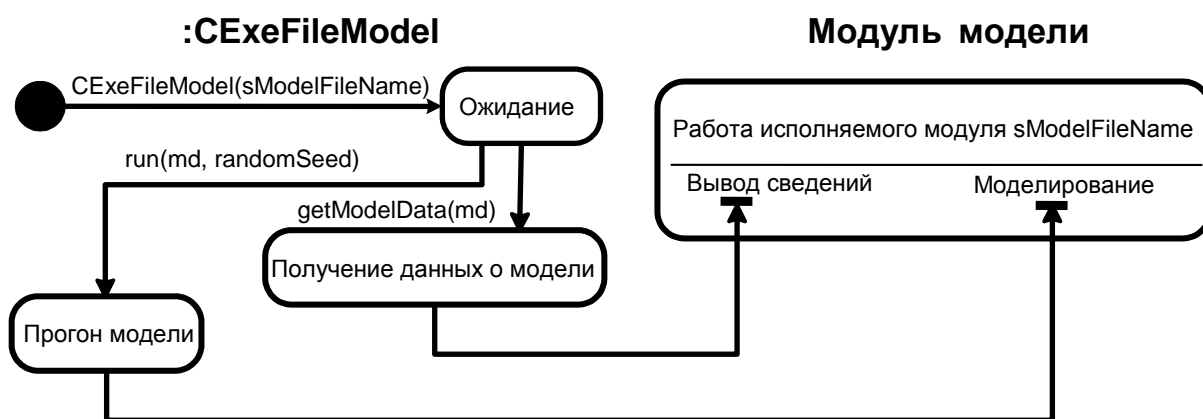 :CExeFileModel
Модуль модели
CExeFileModel(sModelFileName)
Ожидание
Работа исполняемого модуля sModelFileName
run(md, randomSeed)
Вывод сведений
Моделирование
getModelData(md)
Получение данных о модели
Прогон модели